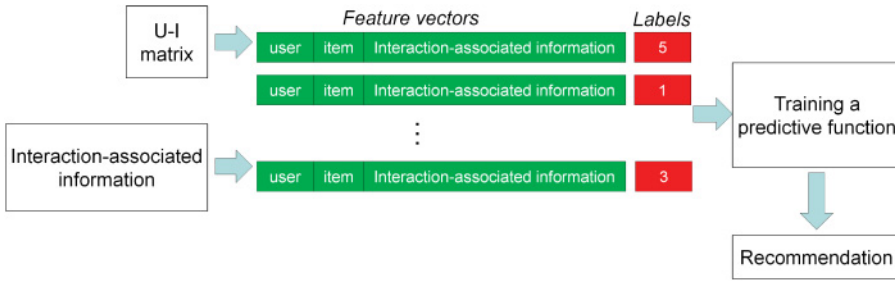 Feature vectors
Labels
U-I
matrix
user item Interaction-associated information 5
user item Interaction-associated information 1
Interaction-associated
information
user item Interaction-associated information 3
Training a
predictive function
Recommendation